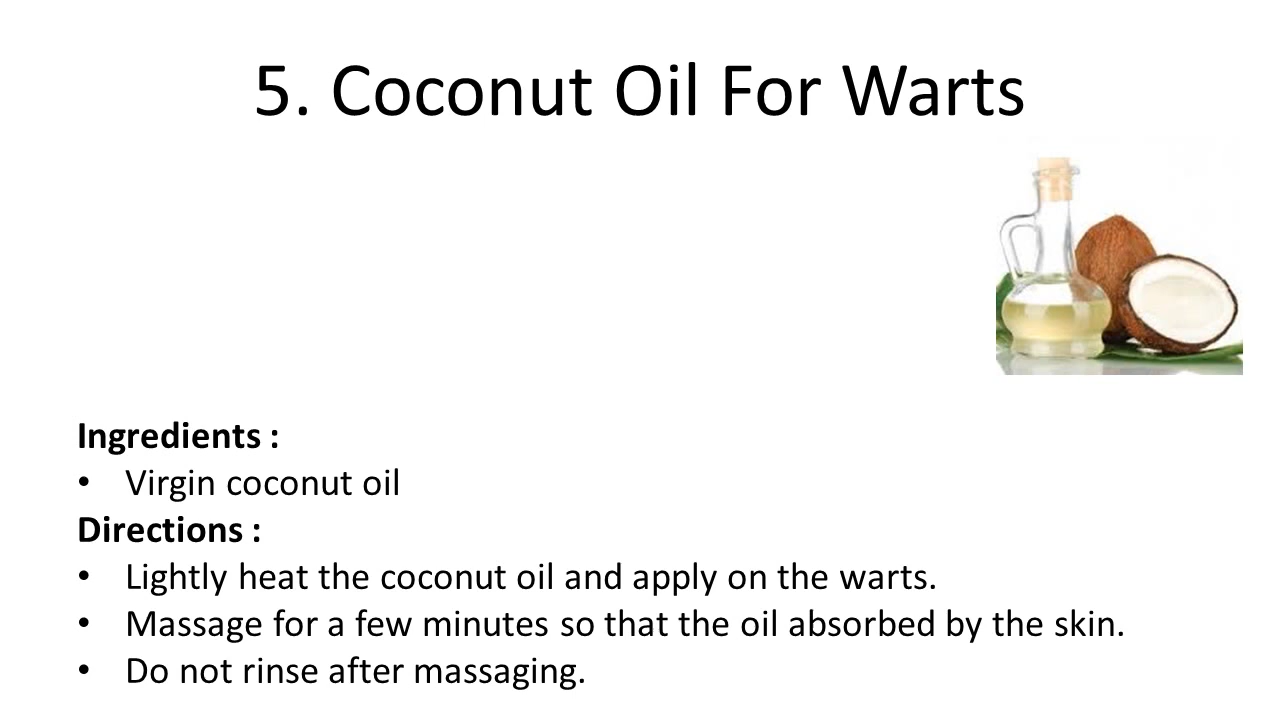 5. Coconut Oil For Warts
Ingredients :
• Virgin coconut oil
Directions :
• Lightly heat the coconut oil and apply on the warts.
• Massage for a few minutes so that the oil absorbed by the skin.
• Do not rinse after massaging.